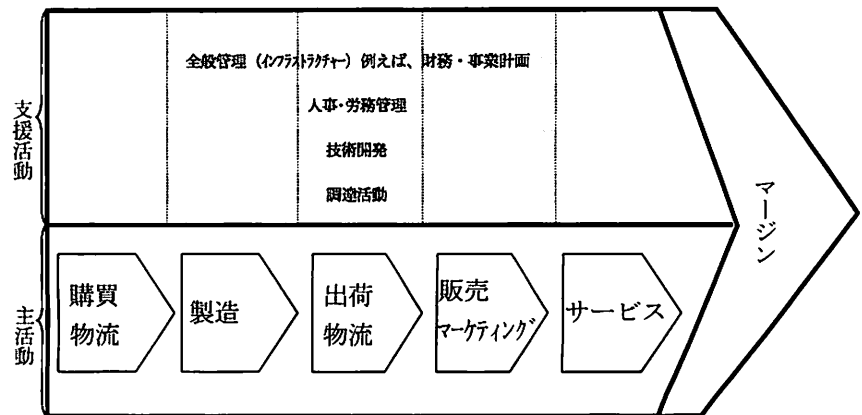 全般管理（インフラストラクチャー）例えば、財務・事業計画
人事・労務管理
技術開発
調達活動
支援活動
マージン
主活動
購買
物流
製造
出荷
物流
販売
マーケティング
サービス